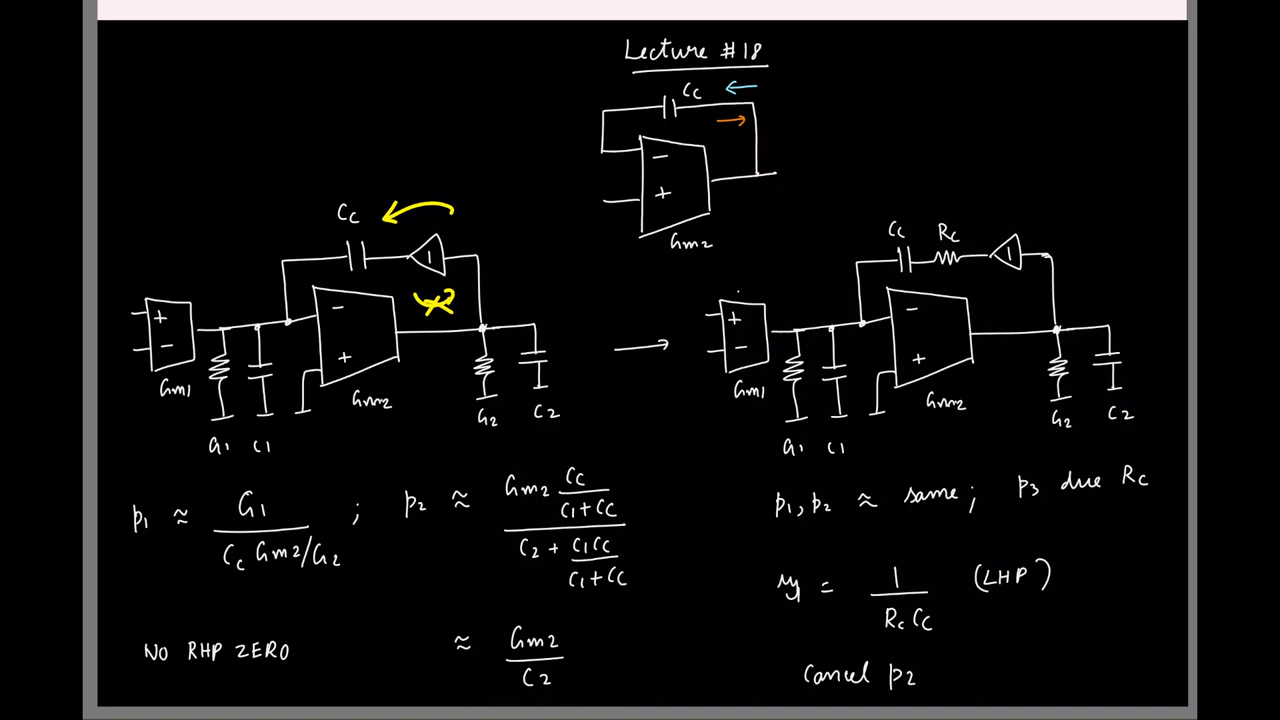 Lecture #18
Cc
Gm2
Cc
1
+
−
−
+
Gm1
Gm2
G1
C1
G2
C2
Cc Rc
1
+
−
−
+
Gm1
Gm2
G1
C1
G2
C2
p1 ≈ G1 / (Cc Gm2/G2) ; p2 ≈ (Gm2 Cc/(C1+Cc)) / (C2 + C1Cc/(C1+Cc))
≈ Gm2/C2
NO RHP ZERO
p1, p2 ≈ same; p3 due Rc
= 1/(Rc Cc) (LHP)
Cancel p2